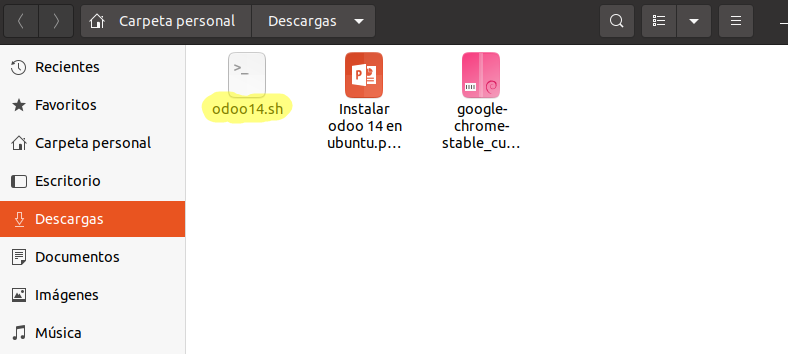 Carpeta personal
Descargas
Recientes
Favoritos
Carpeta personal
Escritorio
Descargas
Documentos
Imágenes
Música
>_
odoo14.sh
P
Instalar
odoo 14 en
ubuntu.p...
google-
chrome-
stable_cu...